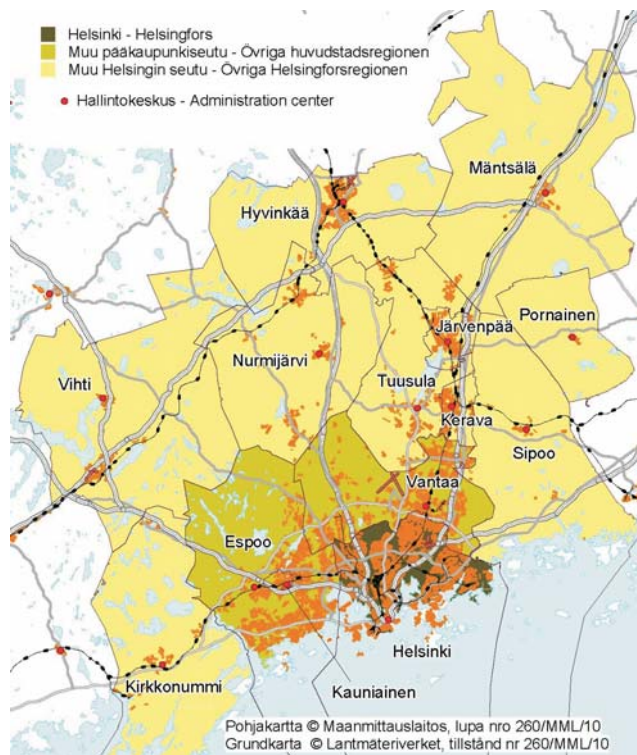 Helsinki - Helsingfors
Muu pääkaupunkiseutu - Övriga huvudstadsregionen
Muu Helsingin seutu - Övriga Helsingforsregionen
Hallintokeskus - Administration center
Mäntsälä
Hyvinkää
Pornainen
Järvenpää
Nurmijärvi
Vihti
Tuusula
Kerava
Sipoo
Vantaa
Espoo
Helsinki
Kirkkonummi
Kauniainen
Pohjakartta © Maanmittauslaitos, lupa nro 260/MML/10
Grundkarta © Lantmäteriverket, tillstånd nr 260/MML/10